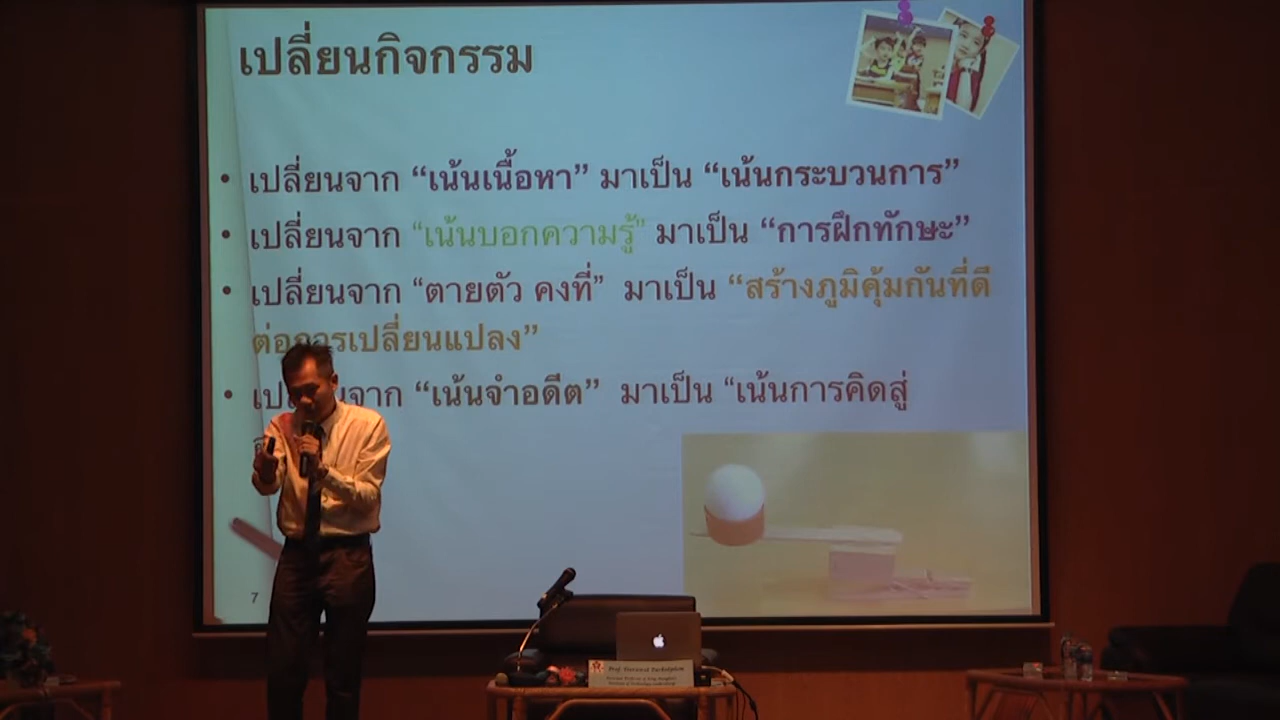 เปลี่ยนกิจกรรม
• เปลี่ยนจาก “เน้นเนื้อหา” มาเป็น “เน้นกระบวนการ”
• เปลี่ยนจาก “เน้นบอกความรู้” มาเป็น “การฝึกทักษะ”
• เปลี่ยนจาก “ตายตัว คงที่” มาเป็น “สร้างภูมิคุ้มกันที่ดี
ต่อการเปลี่ยนแปลง”
• เปลี่ยนจาก “เน้นจำอดีต” มาเป็น “เน้นการคิดสู่
7
Prof.